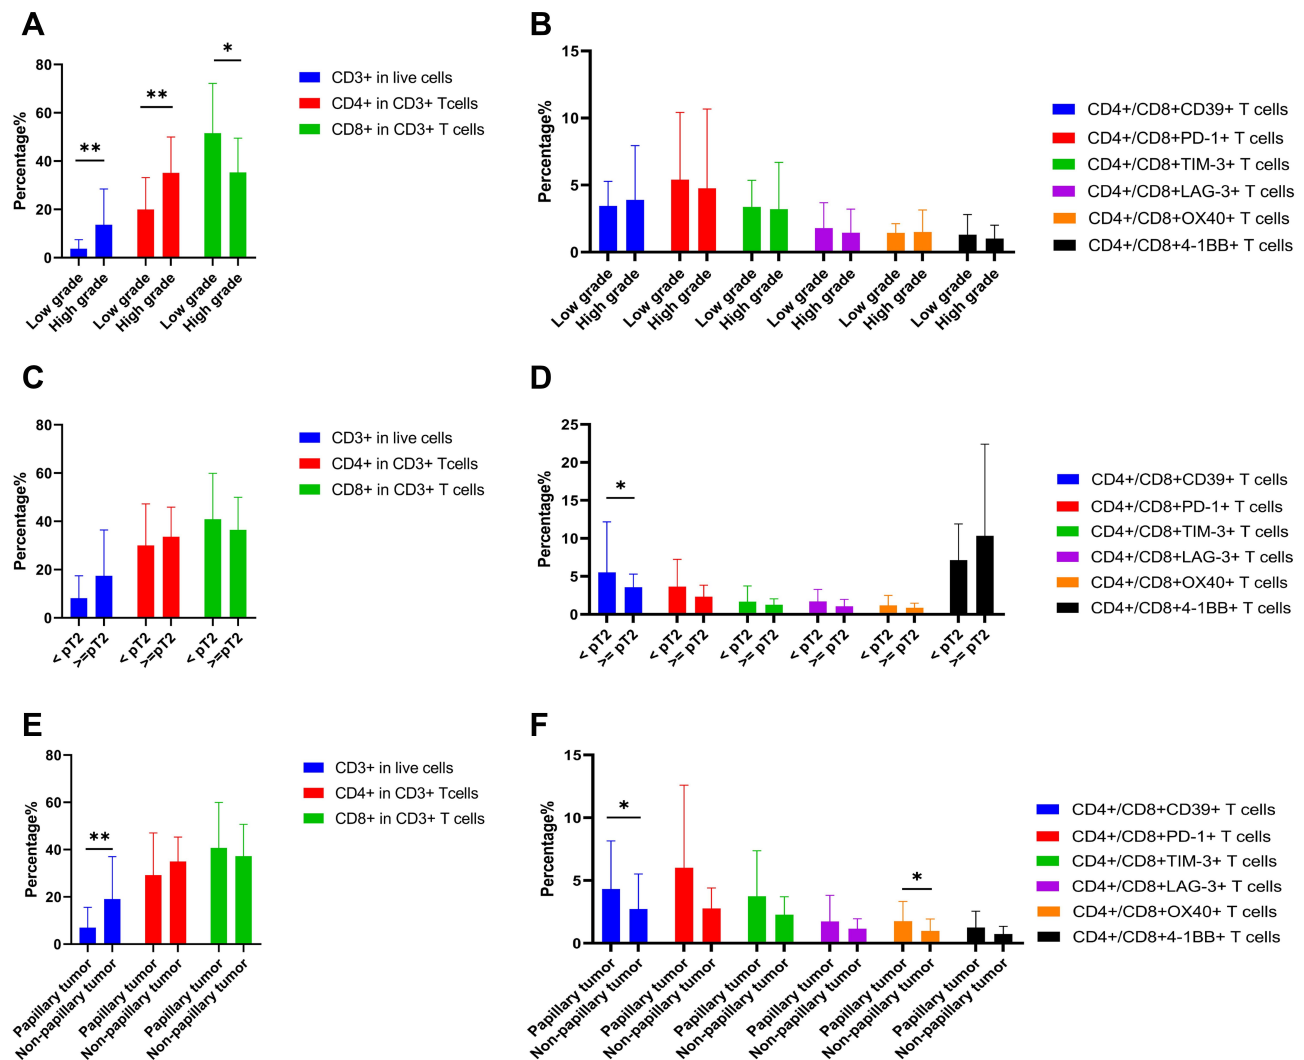 A
Percentage%
80
60
40
20
0
**
**
*
Low grade
High grade
Low grade
High grade
Low grade
High grade
CD3+ in live cells
CD4+ in CD3+ Tcells
CD8+ in CD3+ T cells
B
Percentage%
15
10
5
0
Low grade
High grade
Low grade
High grade
Low grade
High grade
Low grade
High grade
Low grade
High grade
Low grade
High grade
CD4+/CD8+CD39+ T cells
CD4+/CD8+PD-1+ T cells
CD4+/CD8+TIM-3+ T cells
CD4+/CD8+LAG-3+ T cells
CD4+/CD8+OX40+ T cells
CD4+/CD8+4-1BB+ T cells
C
Percentage%
80
60
40
20
0
< pT2
>=pT2
< pT2
>=pT2
< pT2
>=pT2
CD3+ in live cells
CD4+ in CD3+ Tcells
CD8+ in CD3+ T cells
D
Percentage%
25
20
15
10
5
0
*
< pT2
>= pT2
< pT2
>= pT2
< pT2
>= pT2
< pT2
>= pT2
< pT2
>= pT2
< pT2
>= pT2
CD4+/CD8+CD39+ T cells
CD4+/CD8+PD-1+ T cells
CD4+/CD8+TIM-3+ T cells
CD4+/CD8+LAG-3+ T cells
CD4+/CD8+OX40+ T cells
CD4+/CD8+4-1BB+ T cells
E
Percentage%
80
60
40
20
0
**
Papillary tumor
Non-papillary tumor
Papillary tumor
Non-papillary tumor
Papillary tumor
Non-papillary tumor
CD3+ in live cells
CD4+ in CD3+ Tcells
CD8+ in CD3+ T cells
F
Percentage%
15
10
5
0
*
*
Papillary tumor
Non-papillary tumor
Papillary tumor
Non-papillary tumor
Papillary tumor
Non-papillary tumor
Papillary tumor
Non-papillary tumor
Papillary tumor
Non-papillary tumor
Papillary tumor
Non-papillary tumor
CD4+/CD8+CD39+ T cells
CD4+/CD8+PD-1+ T cells
CD4+/CD8+TIM-3+ T cells
CD4+/CD8+LAG-3+ T cells
CD4+/CD8+OX40+ T cells
CD4+/CD8+4-1BB+ T cells